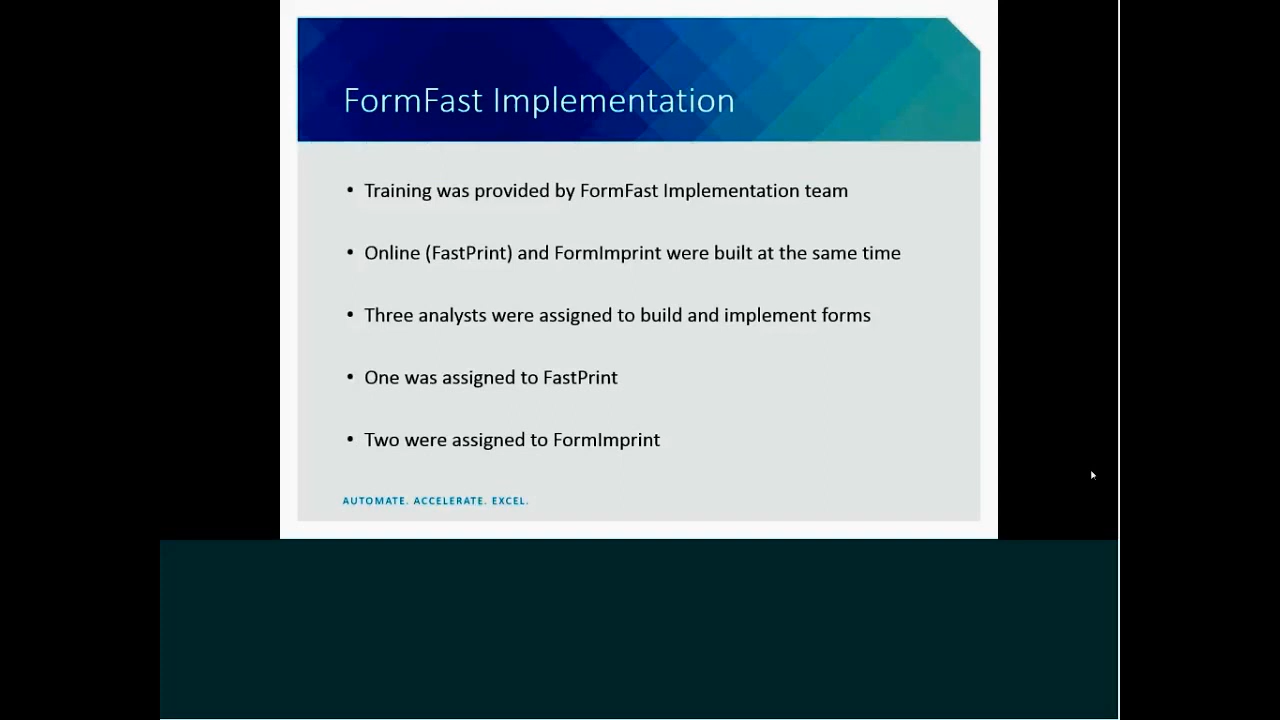 FormFast Implementation
• Training was provided by FormFast Implementation team
• Online (FastPrint) and FormImprint were built at the same time
• Three analysts were assigned to build and implement forms
• One was assigned to FastPrint
• Two were assigned to FormImprint
AUTOMATE. ACCELERATE. EXCEL.